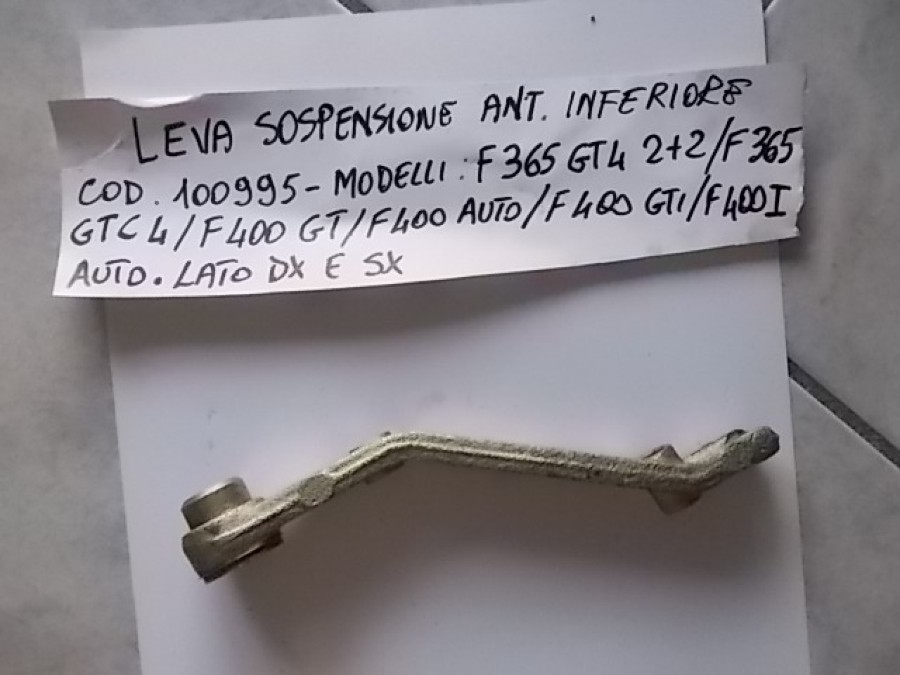 LEVA SOSPENSIONE ANT. INFERIORE
COD. 100995 - MODELLI: F365 GT4 2+2/F365
GTC4/F400 GT/F400 AUTO/F400 GTI/F400I
AUTO. LATO DX E SX